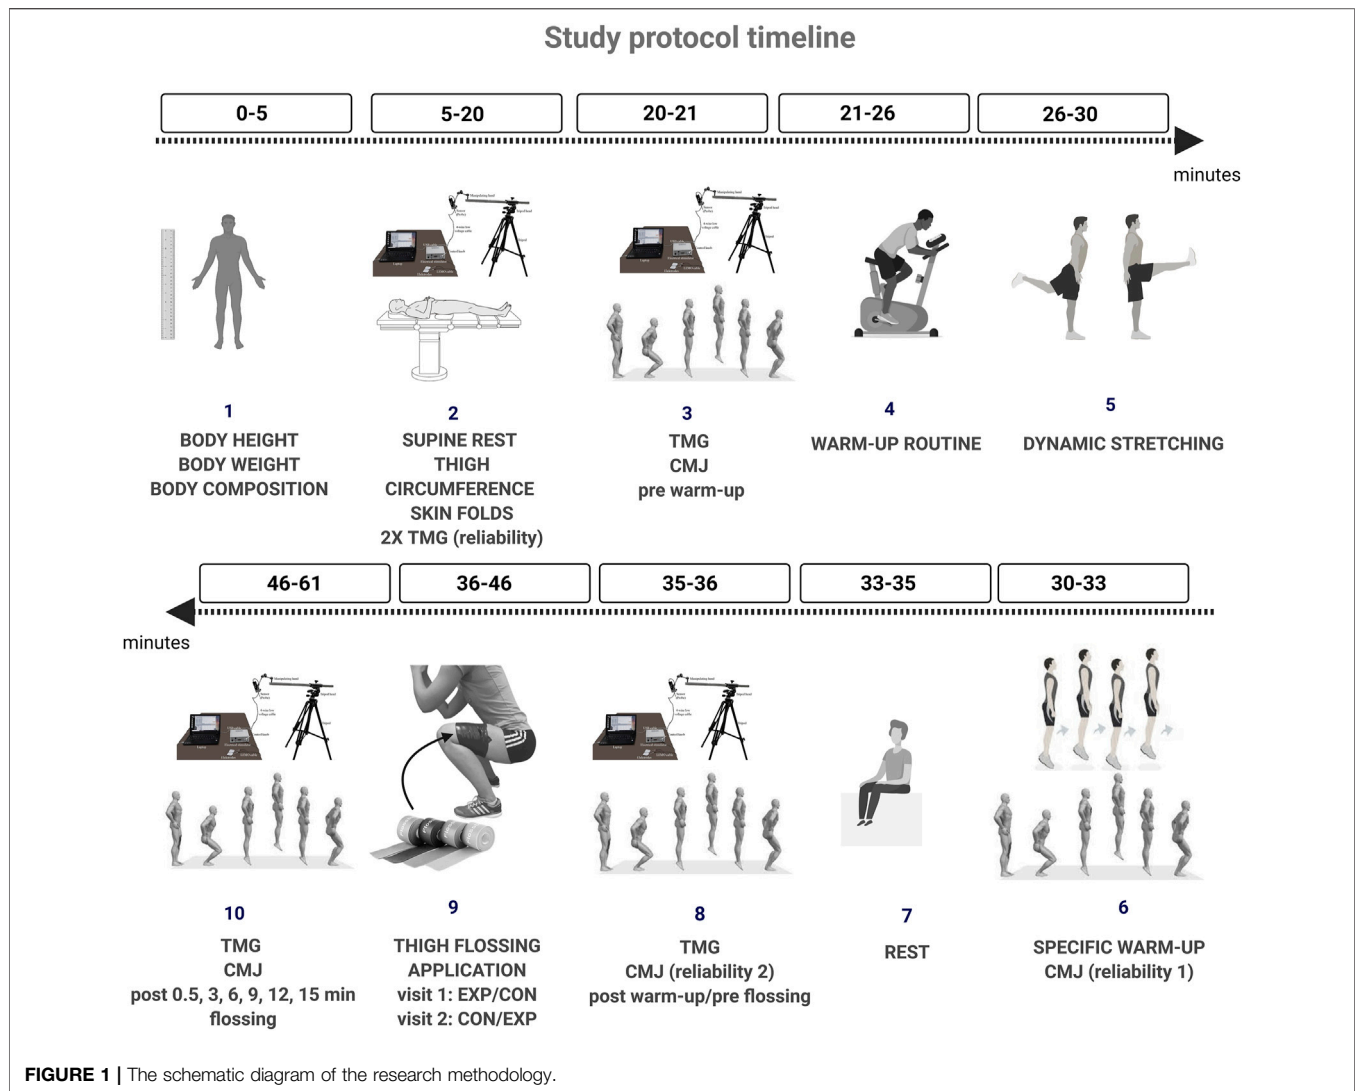 Study protocol timeline
0-5
5-20
20-21
21-26
26-30
minutes
1
BODY HEIGHT
BODY WEIGHT
BODY COMPOSITION
2
SUPINE REST
THIGH
CIRCUMFERENCE
SKIN FOLDS
2X TMG (reliability)
3
TMG
CMJ
pre warm-up
4
WARM-UP ROUTINE
5
DYNAMIC STRETCHING
46-61
36-46
35-36
33-35
30-33
minutes
10
TMG
CMJ
post 0.5, 3, 6, 9, 12, 15 min
flossing
9
THIGH FLOSSING
APPLICATION
visit 1: EXP/CON
visit 2: CON/EXP
8
TMG
CMJ (reliability 2)
post warm-up/pre flossing
7
REST
6
SPECIFIC WARM-UP
CMJ (reliability 1)
FIGURE 1 | The schematic diagram of the research methodology.